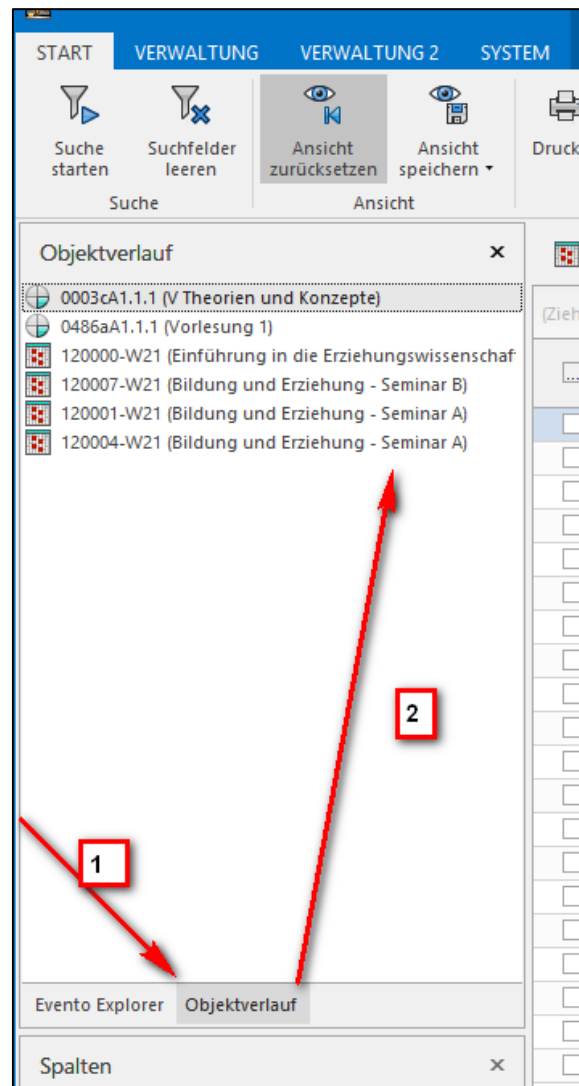 START VERWALTUNG VERWALTUNG 2 SYSTEM
Suche starten
Suchfelder leeren
Ansicht zurücksetzen
Ansicht speichern
Druck
Suche
Ansicht
Objektverlauf
0003cA1.1.1 (V Theorien und Konzepte)
0486aA1.1.1 (Vorlesung 1)
120000-W21 (Einführung in die Erziehungswissenschaf
120007-W21 (Bildung und Erziehung - Seminar B)
120001-W21 (Bildung und Erziehung - Seminar A)
120004-W21 (Bildung und Erziehung - Seminar A)
(Zieh
...
2
1
Evento Explorer Objektverlauf
Spalten